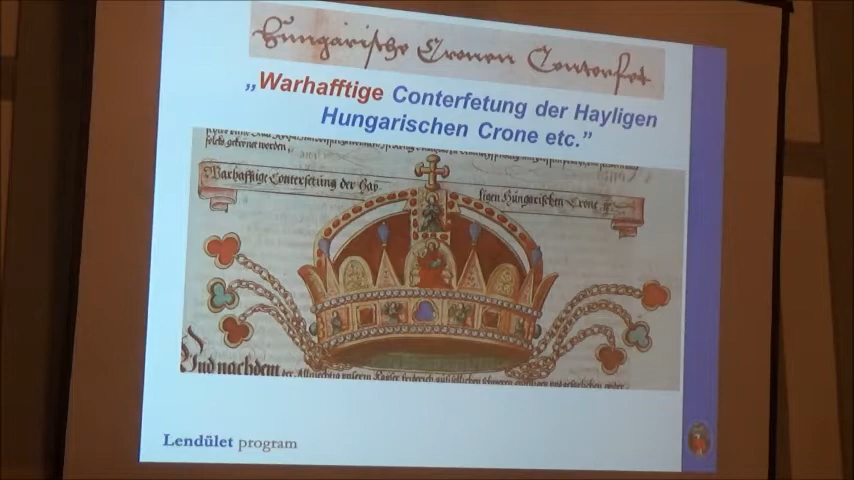 Hungarische Cronen Conterfet
„Warhafftige Conterfetung der Hayligen
Hungarischen Crone etc.”
Warhafftige Conterfetung der Hay
ligen Hungarischen Crone
Und nachdem
Lendület program